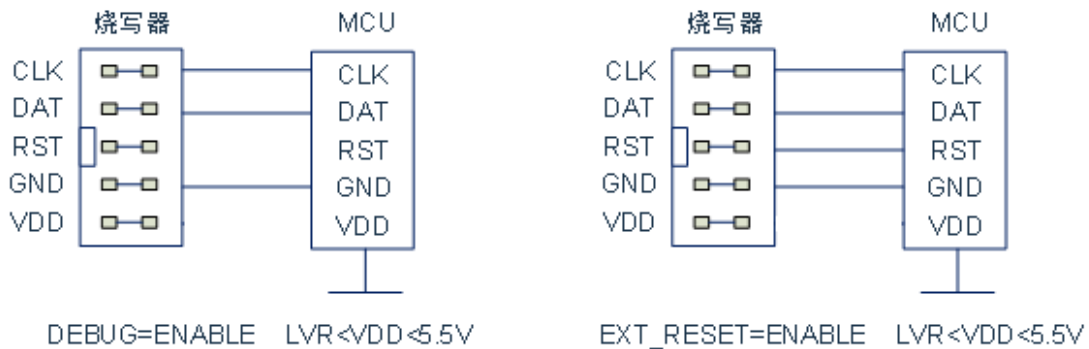 烧写器 MCU
CLK CLK
DAT DAT
RST RST
GND GND
VDD VDD
DEBUG=ENABLE LVR<VDD<5.5V
烧写器 MCU
CLK CLK
DAT DAT
RST RST
GND GND
VDD VDD
EXT_RESET=ENABLE LVR<VDD<5.5V